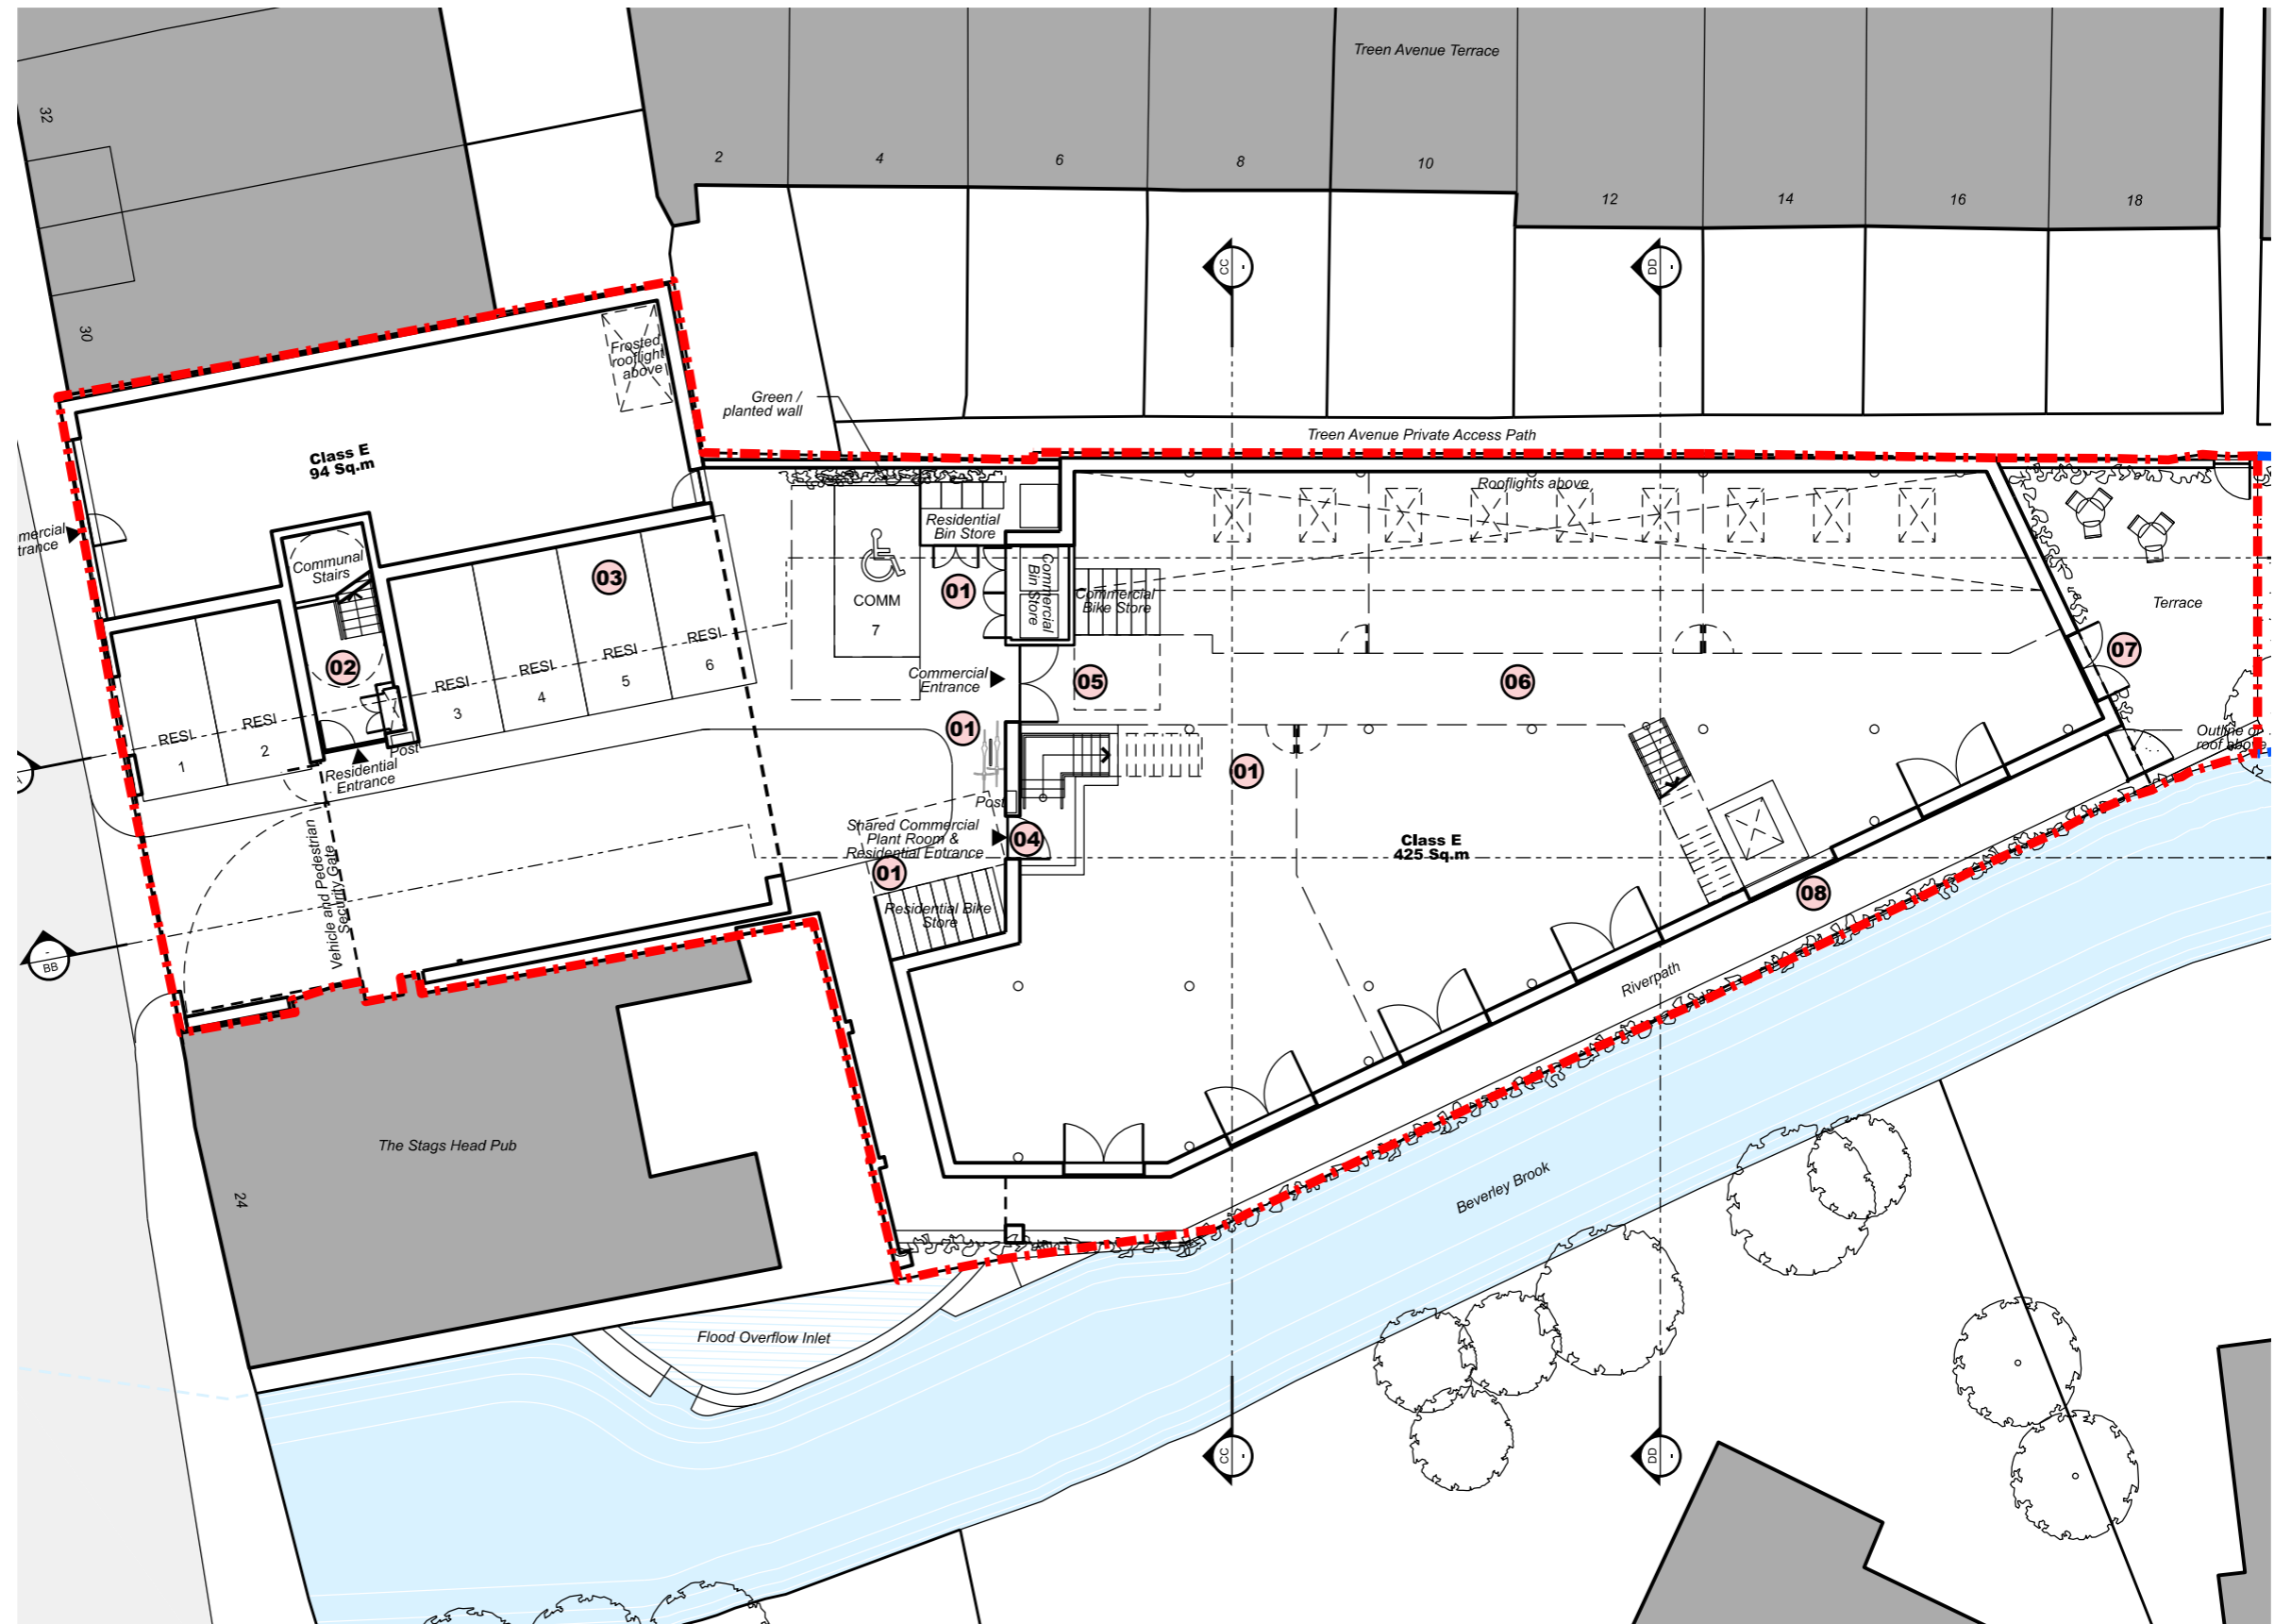 Treen Avenue Terrace
32
2
4
6
8
10
12
14
16
18
CC
-
DD
-
30
Frosted
rooflight
above
Green /
planted wall
Treen Avenue Private Access Path
Class E
94 Sq.m
Rooflights above
mercial
trance
Residential
Bin Store
Communal
Stairs
03
01
COMM
7
Commercial
Bin Store
Commercial
Bike Store
Terrace
02
RESI
1
RESI
2
RESI
3
RESI
4
RESI
5
RESI
6
07
Commercial
Entrance
05
06
01
Post
Residential
Entrance
Outline of
roof above
01
Post
Vehicle and Pedestrian
Security Gate
Shared Commercial
Plant Room &
Residential Entrance
04
Class E
425 Sq.m
01
08
Residential Bike
Store
-
BB
Riverpath
The Stags Head Pub
24
Beverley Brook
Flood Overflow Inlet
CC
-
DD
-